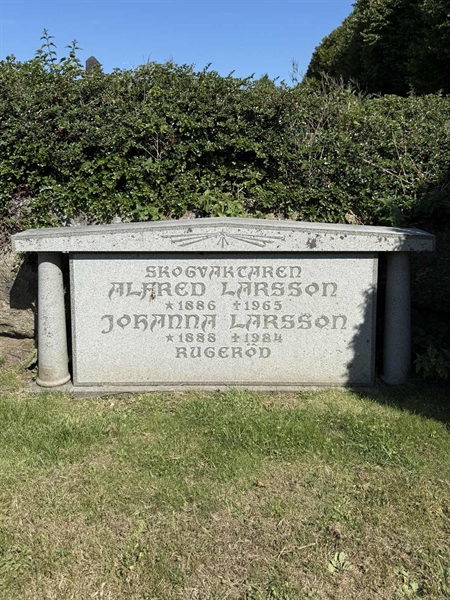 SKOGVAKTAREN
ALFRED LARSSON
*1886 †1965
JOHANNA LARSSON
*1888 †1984
RUGERÖD